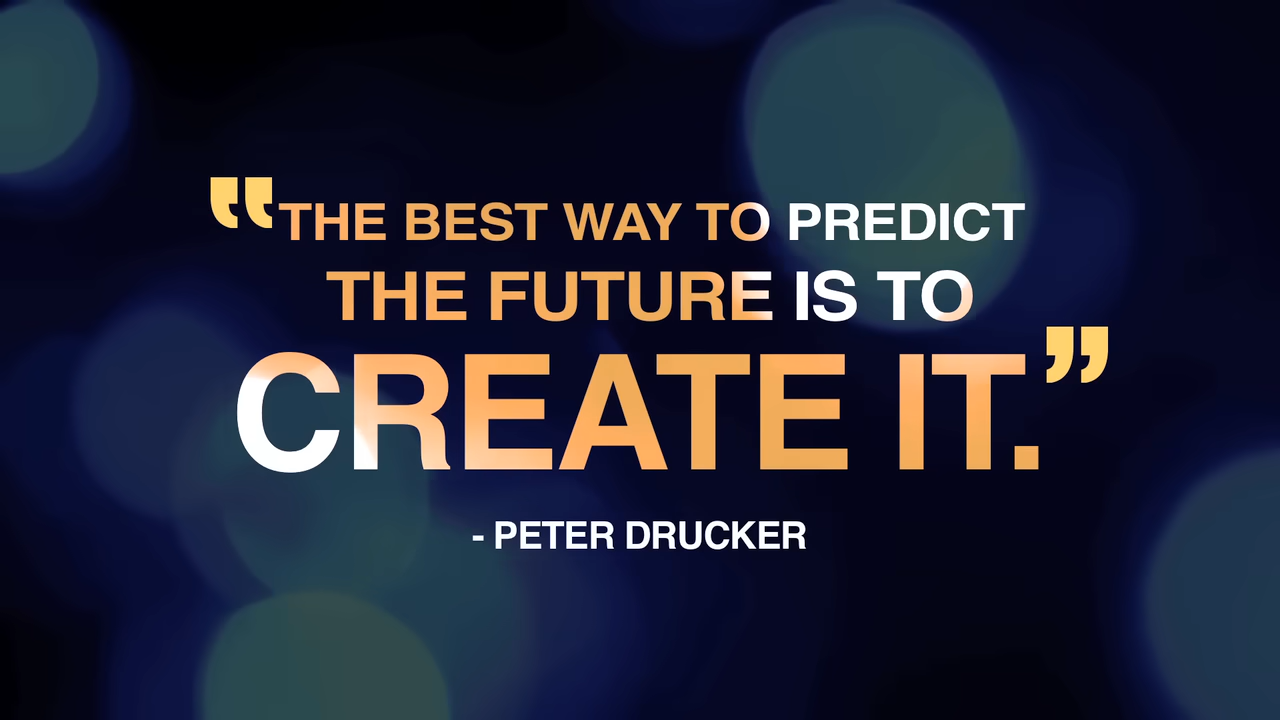 “THE BEST WAY TO PREDICT
THE FUTURE IS TO
CREATE IT.”
- PETER DRUCKER